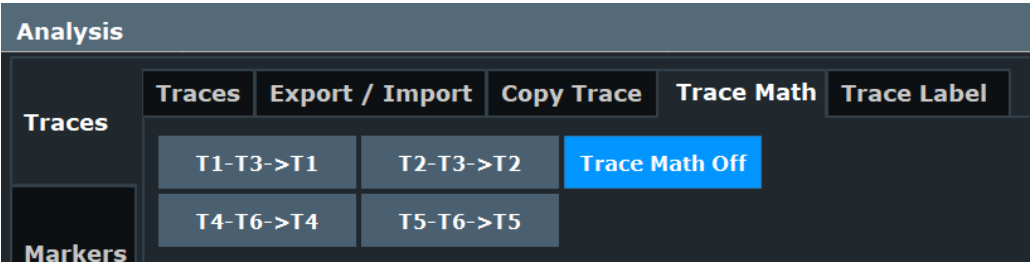 Analysis
Traces Export / Import Copy Trace Trace Math Trace Label
Traces
T1-T3->T1 T2-T3->T2 Trace Math Off
T4-T6->T4 T5-T6->T5
Markers